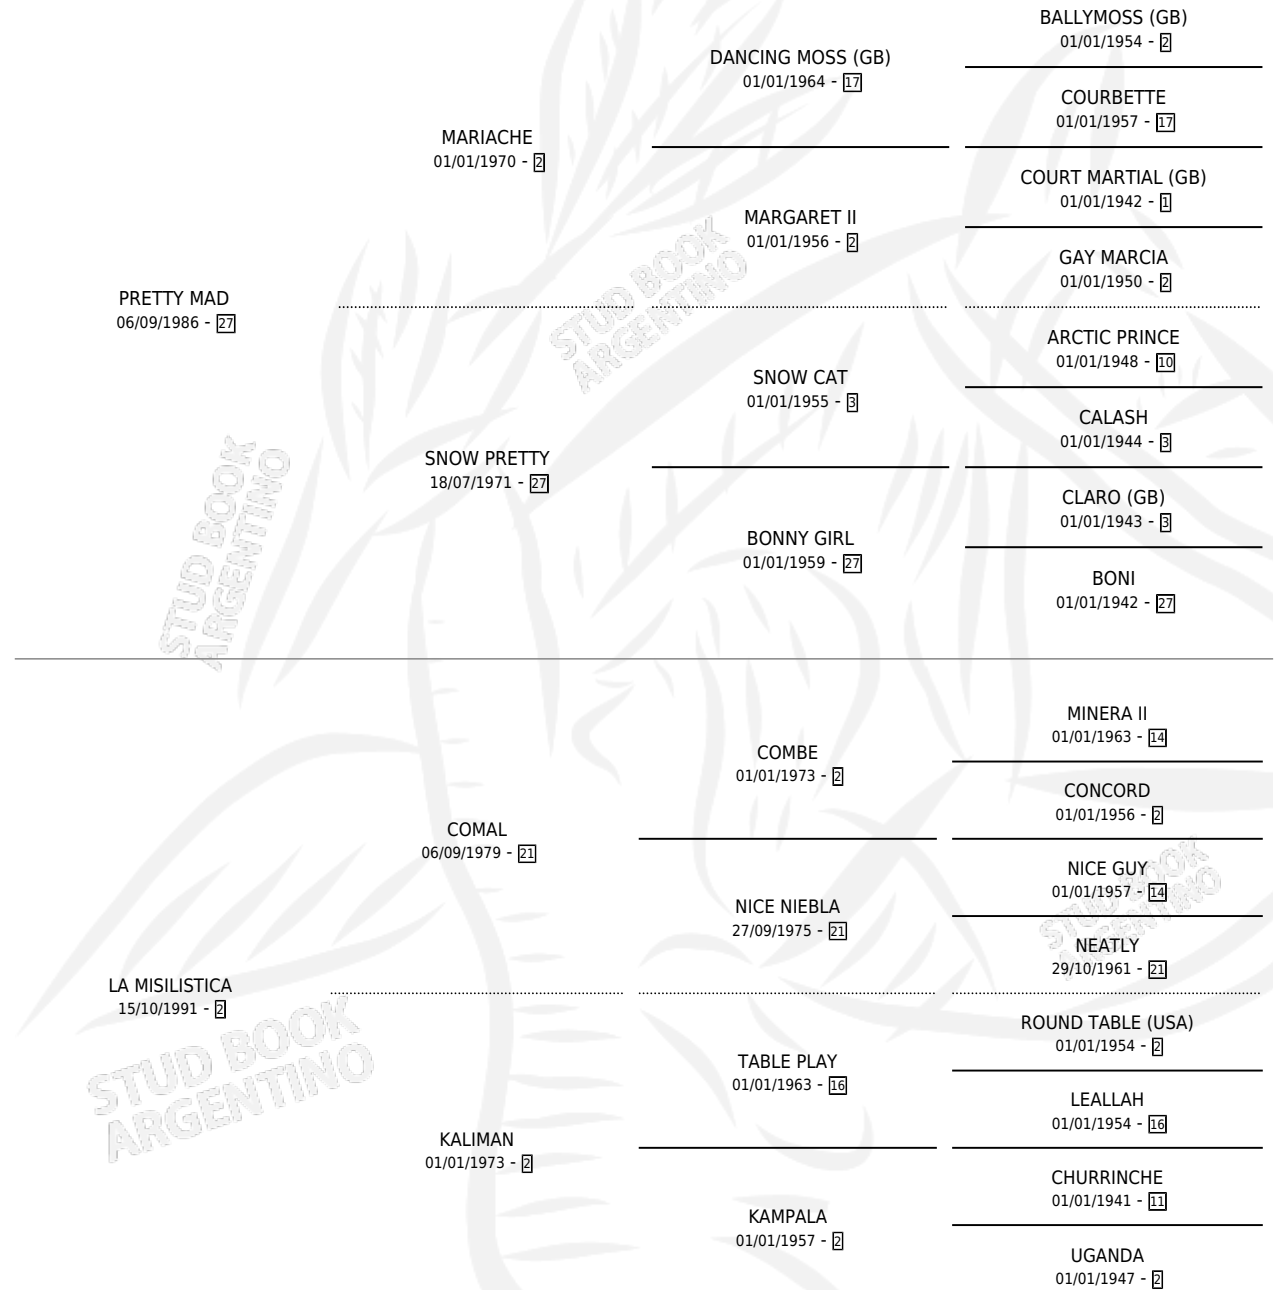 BALLYMOSS (GB)
01/01/1954 - 2
DANCING MOSS (GB)
01/01/1964 - 17
COURBETTE
01/01/1957 - 17
MARIACHE
01/01/1970 - 2
COURT MARTIAL (GB)
01/01/1942 - 1
MARGARET II
01/01/1956 - 2
GAY MARCIA
01/01/1950 - 2
PRETTY MAD
06/09/1986 - 27
ARCTIC PRINCE
01/01/1948 - 10
SNOW CAT
01/01/1955 - 3
CALASH
01/01/1944 - 3
SNOW PRETTY
18/07/1971 - 27
CLARO (GB)
01/01/1943 - 3
BONNY GIRL
01/01/1959 - 27
BONI
01/01/1942 - 27
MINERA II
01/01/1963 - 14
COMBE
01/01/1973 - 2
CONCORD
01/01/1956 - 2
COMAL
06/09/1979 - 21
NICE GUY
01/01/1957 - 14
NICE NIEBLA
27/09/1975 - 21
NEATLY
29/10/1961 - 21
LA MISILISTICA
15/10/1991 - 2
ROUND TABLE (USA)
01/01/1954 - 2
TABLE PLAY
01/01/1963 - 16
LEALLAH
01/01/1954 - 16
KALIMAN
01/01/1973 - 2
CHURRINCHE
01/01/1941 - 11
KAMPALA
01/01/1957 - 2
UGANDA
01/01/1947 - 2
STUD BOOK
ARGENTINO
STUD BOOK
ARGENTINO
STUD BOOK
ARGENTINO
STUD BOOK
ARGENTINO